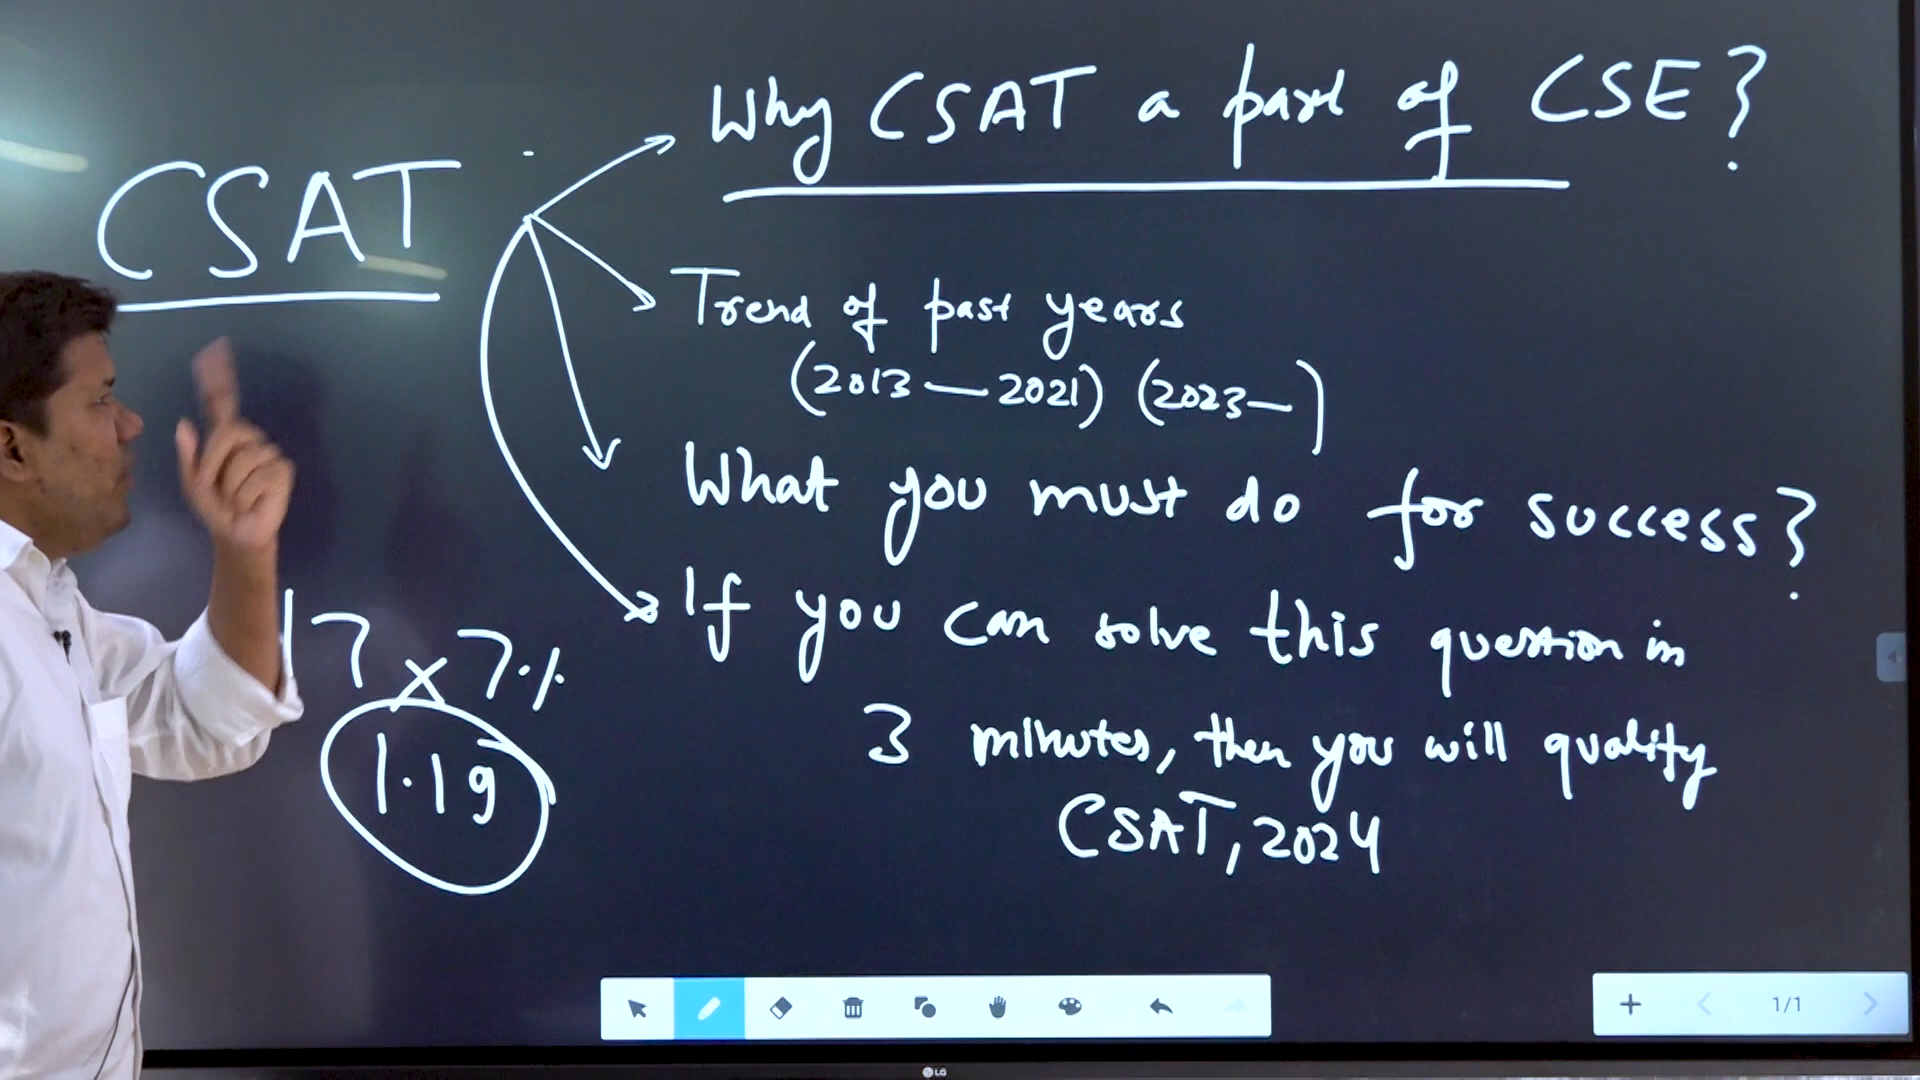 CSAT
Why CSAT a part of CSE?
Trend of past years
(2013 — 2021) (2023— )
What you must do for success?
If you can solve this question in
3 minutes, then you will qualify
CSAT, 2024
17 x 7%
1.19
1/1
LG